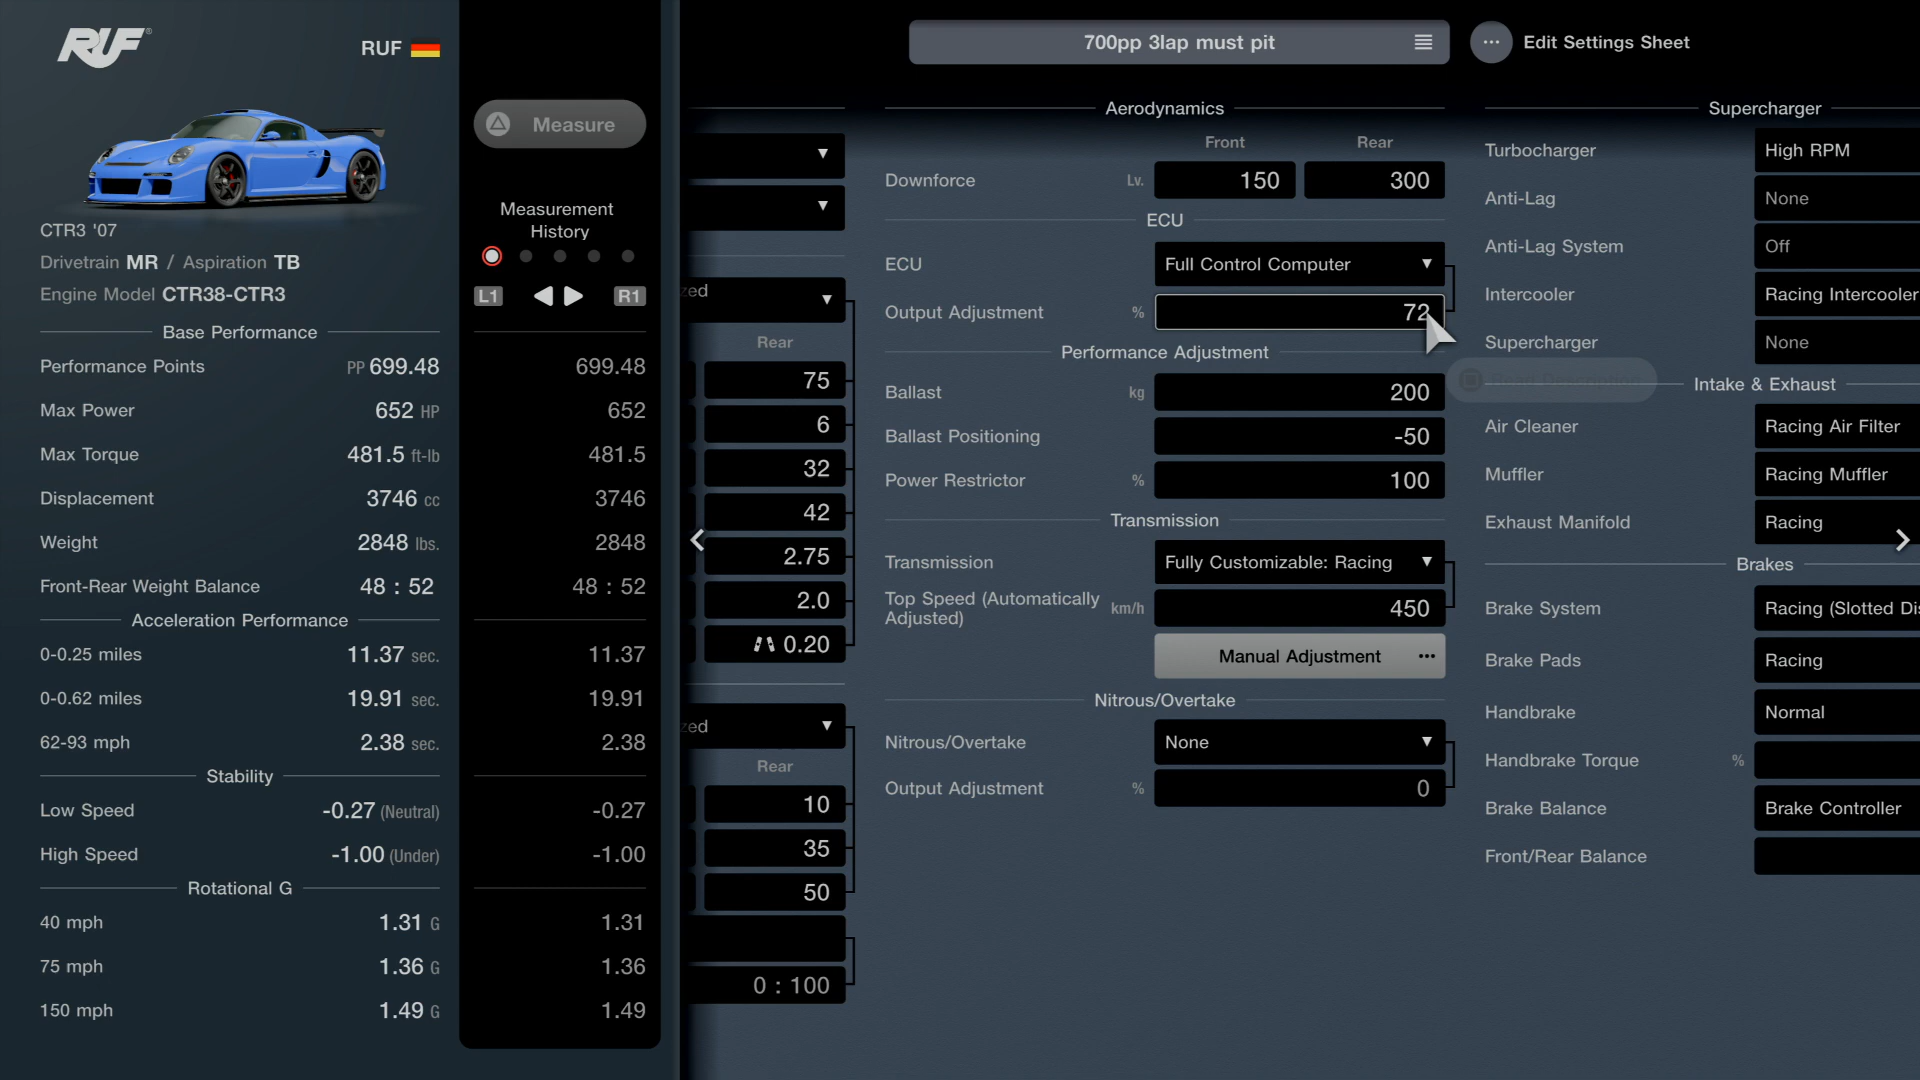 RUF
RUF
CTR3 '07
Drivetrain MR / Aspiration TB
Engine Model CTR38-CTR3
Base Performance
Performance Points PP 699.48
Max Power 652 HP
Max Torque 481.5 ft-lb
Displacement 3746 cc
Weight 2848 lbs.
Front-Rear Weight Balance 48 : 52
Acceleration Performance
0-0.25 miles 11.37 sec.
0-0.62 miles 19.91 sec.
62-93 mph 2.38 sec.
Stability
Low Speed -0.27 (Neutral)
High Speed -1.00 (Under)
Rotational G
40 mph 1.31 G
75 mph 1.36 G
150 mph 1.49 G
Measure
Measurement
History
L1 R1
699.48
652
481.5
3746
2848
48 : 52
11.37
19.91
2.38
-0.27
-1.00
1.31
1.36
1.49
700pp 3lap must pit
Edit Settings Sheet
zed
Rear
75
6
32
42
2.75
2.0
0.20
zed
Rear
10
35
50
0 : 100
Aerodynamics
Front Rear
Downforce Lv. 150 300
ECU
ECU Full Control Computer
Output Adjustment % 72
Performance Adjustment
Ballast kg 200
Ballast Positioning -50
Power Restrictor % 100
Transmission
Transmission Fully Customizable: Racing
Top Speed (Automatically
Adjusted) km/h 450
Manual Adjustment
Nitrous/Overtake
Nitrous/Overtake None
Output Adjustment % 0
Supercharger
Turbocharger High RPM
Anti-Lag None
Anti-Lag System Off
Intercooler Racing Intercooler
Supercharger None
Intake & Exhaust
Air Cleaner Racing Air Filter
Muffler Racing Muffler
Exhaust Manifold Racing
Brakes
Brake System Racing (Slotted Dis
Brake Pads Racing
Handbrake Normal
Handbrake Torque %
Brake Balance Brake Controller
Front/Rear Balance